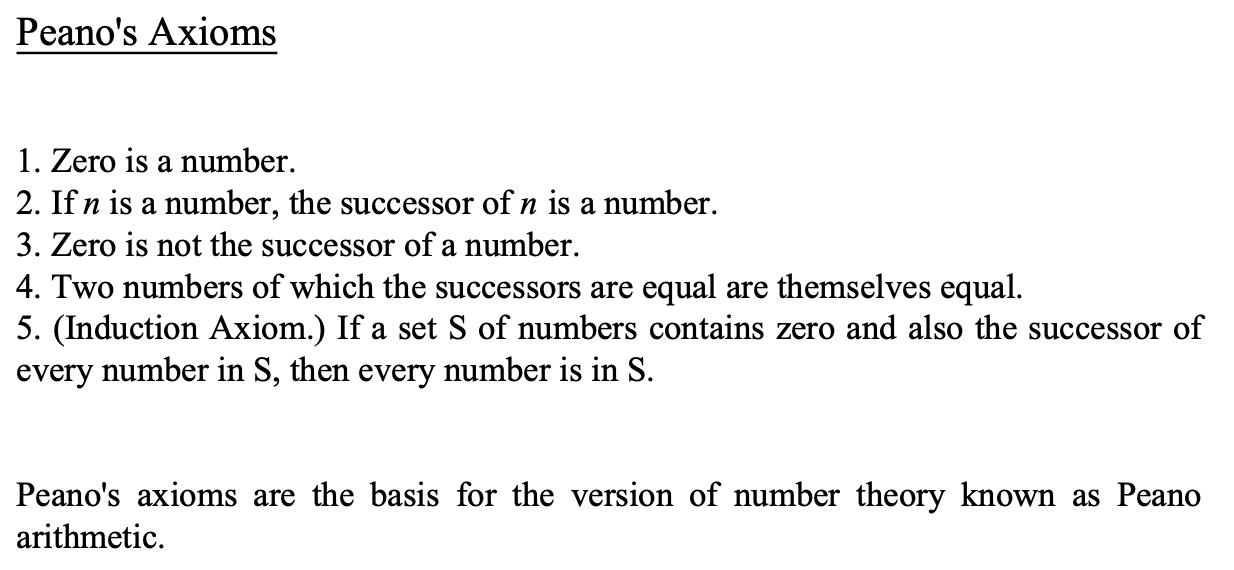 Peano's Axioms
1. Zero is a number.
2. If n is a number, the successor of n is a number.
3. Zero is not the successor of a number.
4. Two numbers of which the successors are equal are themselves equal.
5. (Induction Axiom.) If a set S of numbers contains zero and also the successor of
every number in S, then every number is in S.
Peano's axioms are the basis for the version of number theory known as Peano
arithmetic.